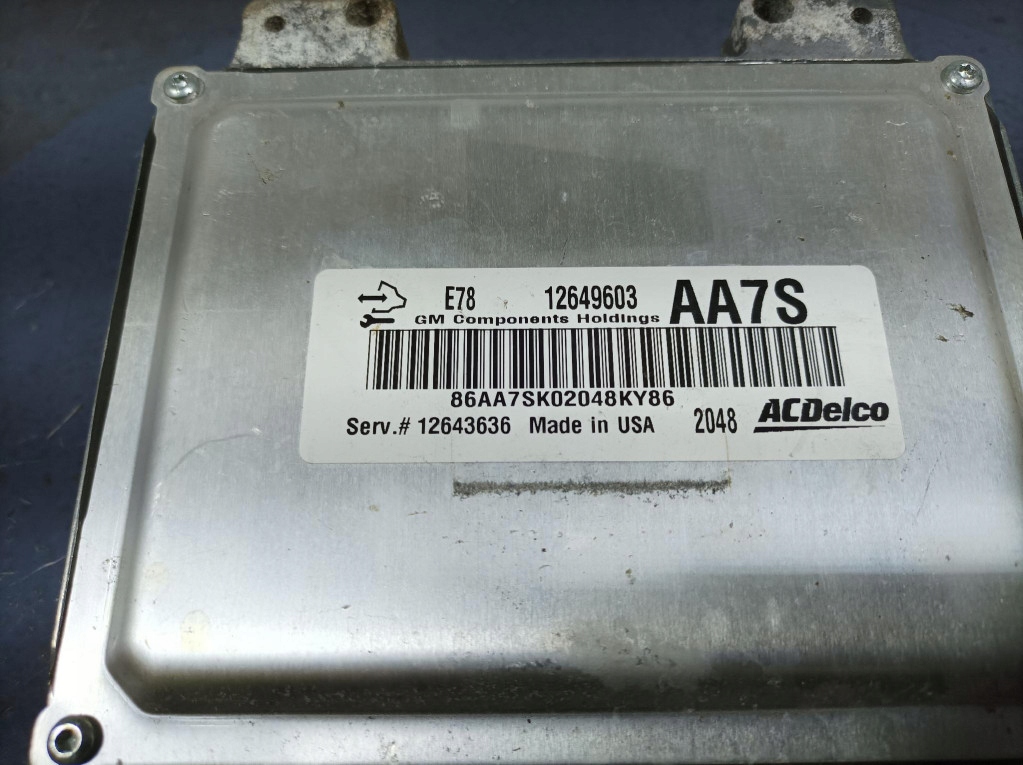 E78 12649603 AA7S
GM Components Holdings
86AA7SK02048KY86
Serv.# 12643636 Made in USA 2048 ACDelco